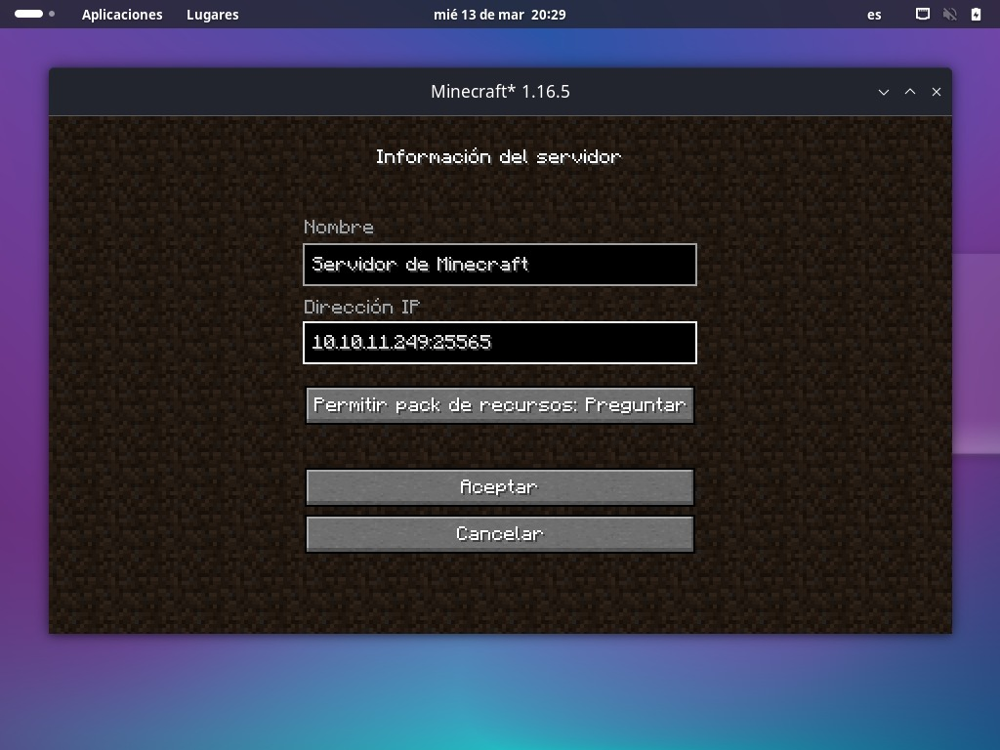 Aplicaciones Lugares mié 13 de mar 20:29 es
Minecraft* 1.16.5
Información del servidor
Nombre
Servidor de Minecraft
Dirección IP
10.10.11.249:25565
Permitir pack de recursos: Preguntar
Aceptar
Cancelar